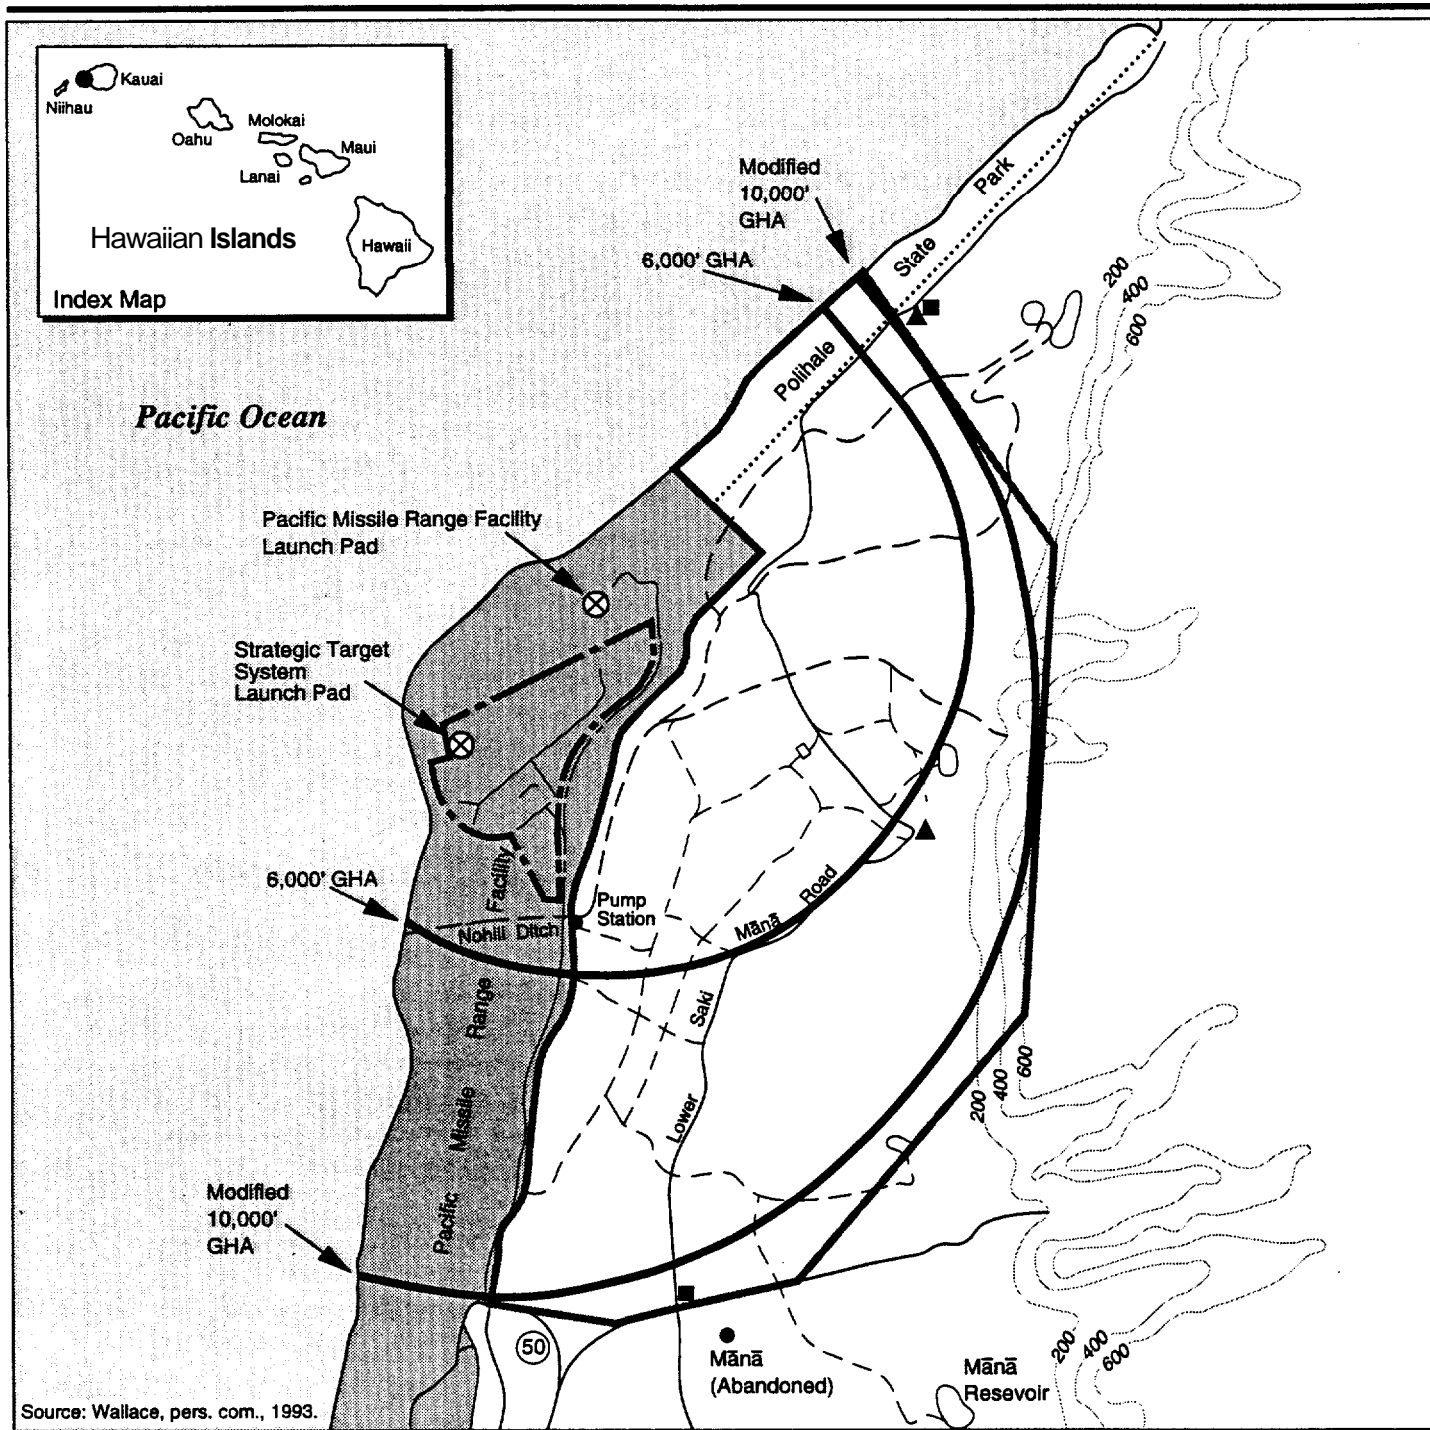 Kauai
Niihau
Oahu
Molokai
Maui
Lanai
Hawaiian Islands
Hawaii
Index Map
Modified
10,000'
GHA
6,000' GHA
Park
State
Polihale
200
400
600
Pacific Ocean
Pacific Missile Range Facility
Launch Pad
Strategic Target
System
Launch Pad
6,000' GHA
Pump
Station
Nohili Ditch
Pacific Missile Range Facility
Mānā Road
Lower Saki
200
400
600
Modified
10,000'
GHA
50
Mānā
(Abandoned)
Mānā
Resevoir
200
400
600
Source: Wallace, pers. com., 1993.